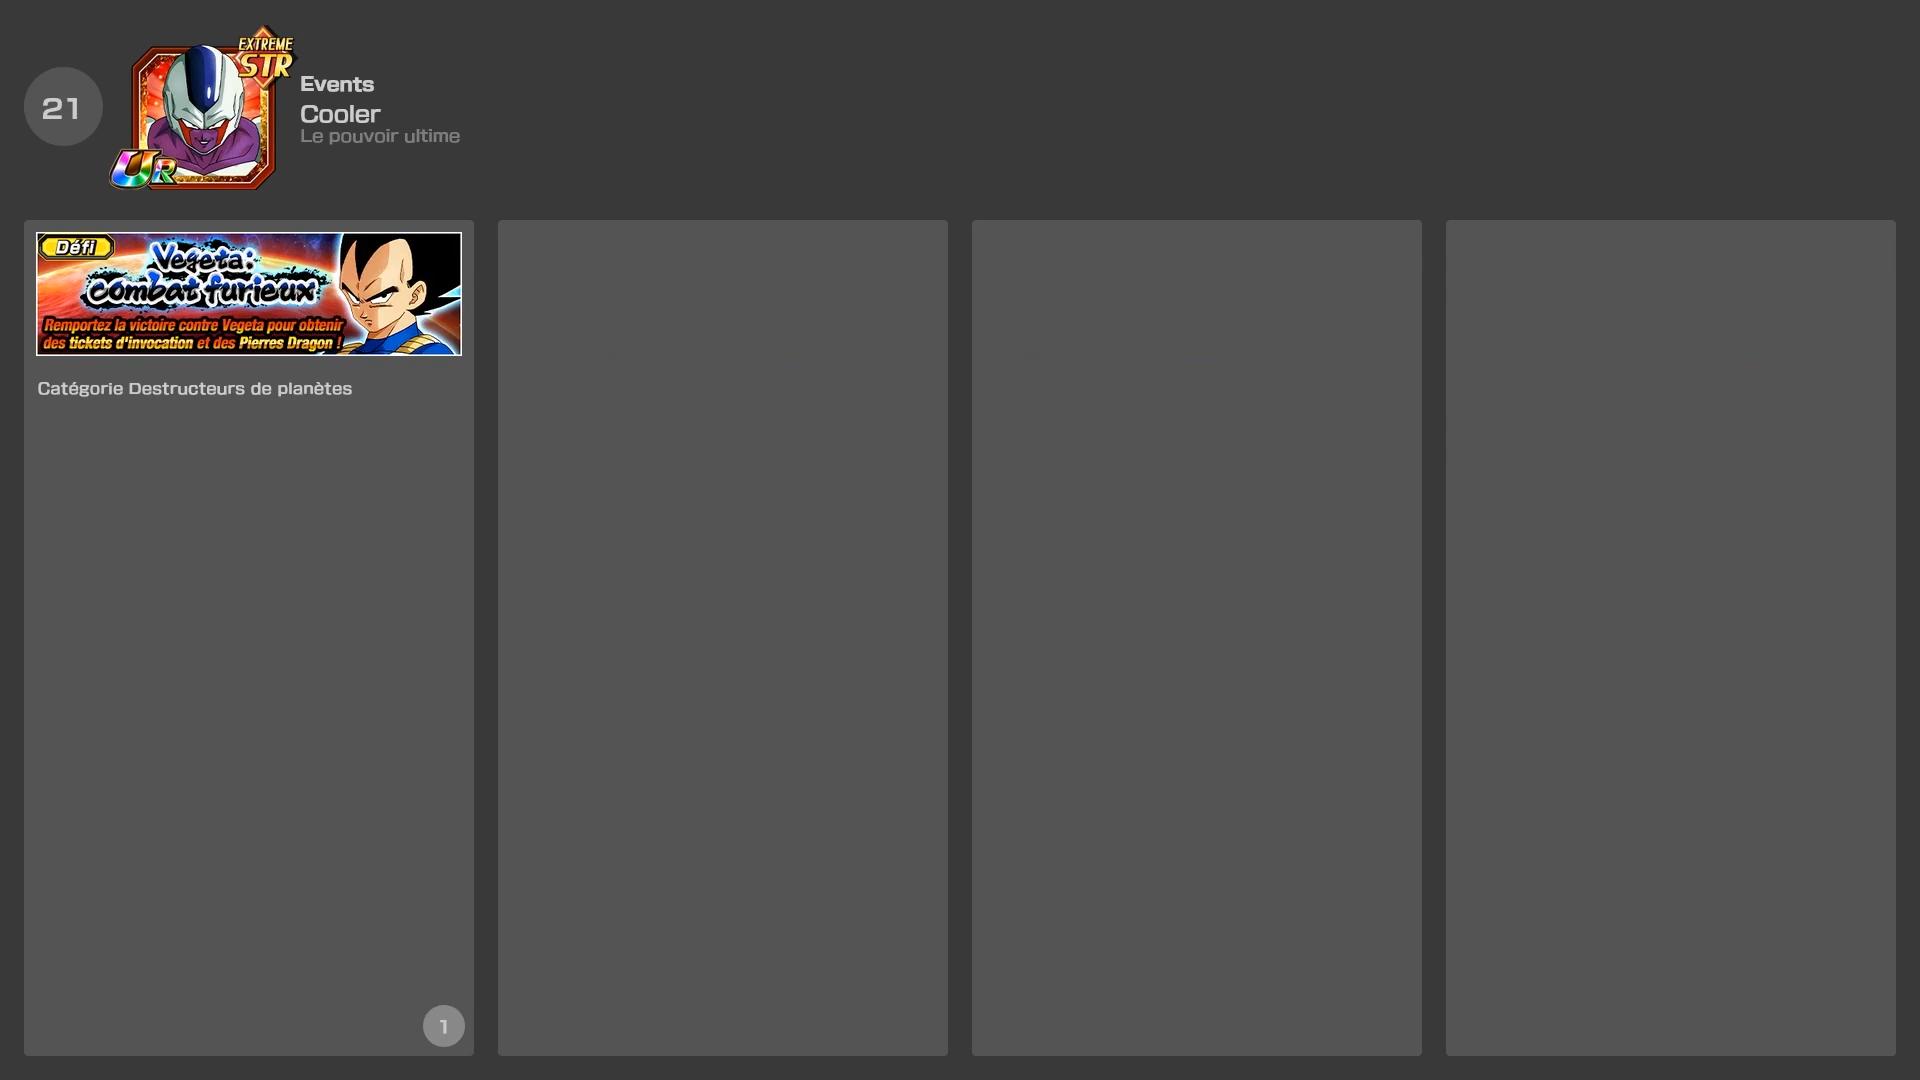 21
EXTREME
STR
UR
Events
Cooler
Le pouvoir ultime
Défi
Vegeta:
combat furieux
Remportez la victoire contre Vegeta pour obtenir
des tickets d'invocation et des Pierres Dragon !
Catégorie Destructeurs de planètes
1